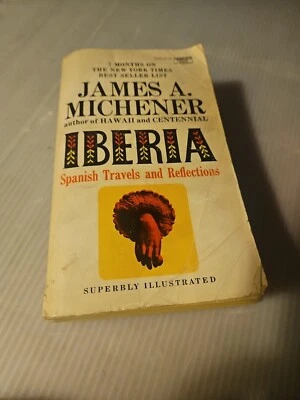 7 MONTHS ON
THE NEW YORK TIMES
BEST SELLER LIST
JAMES A.
MICHENER
author of HAWAII and CENTENNIAL
IBERIA
Spanish Travels and Reflections
SUPERBLY ILLUSTRATED